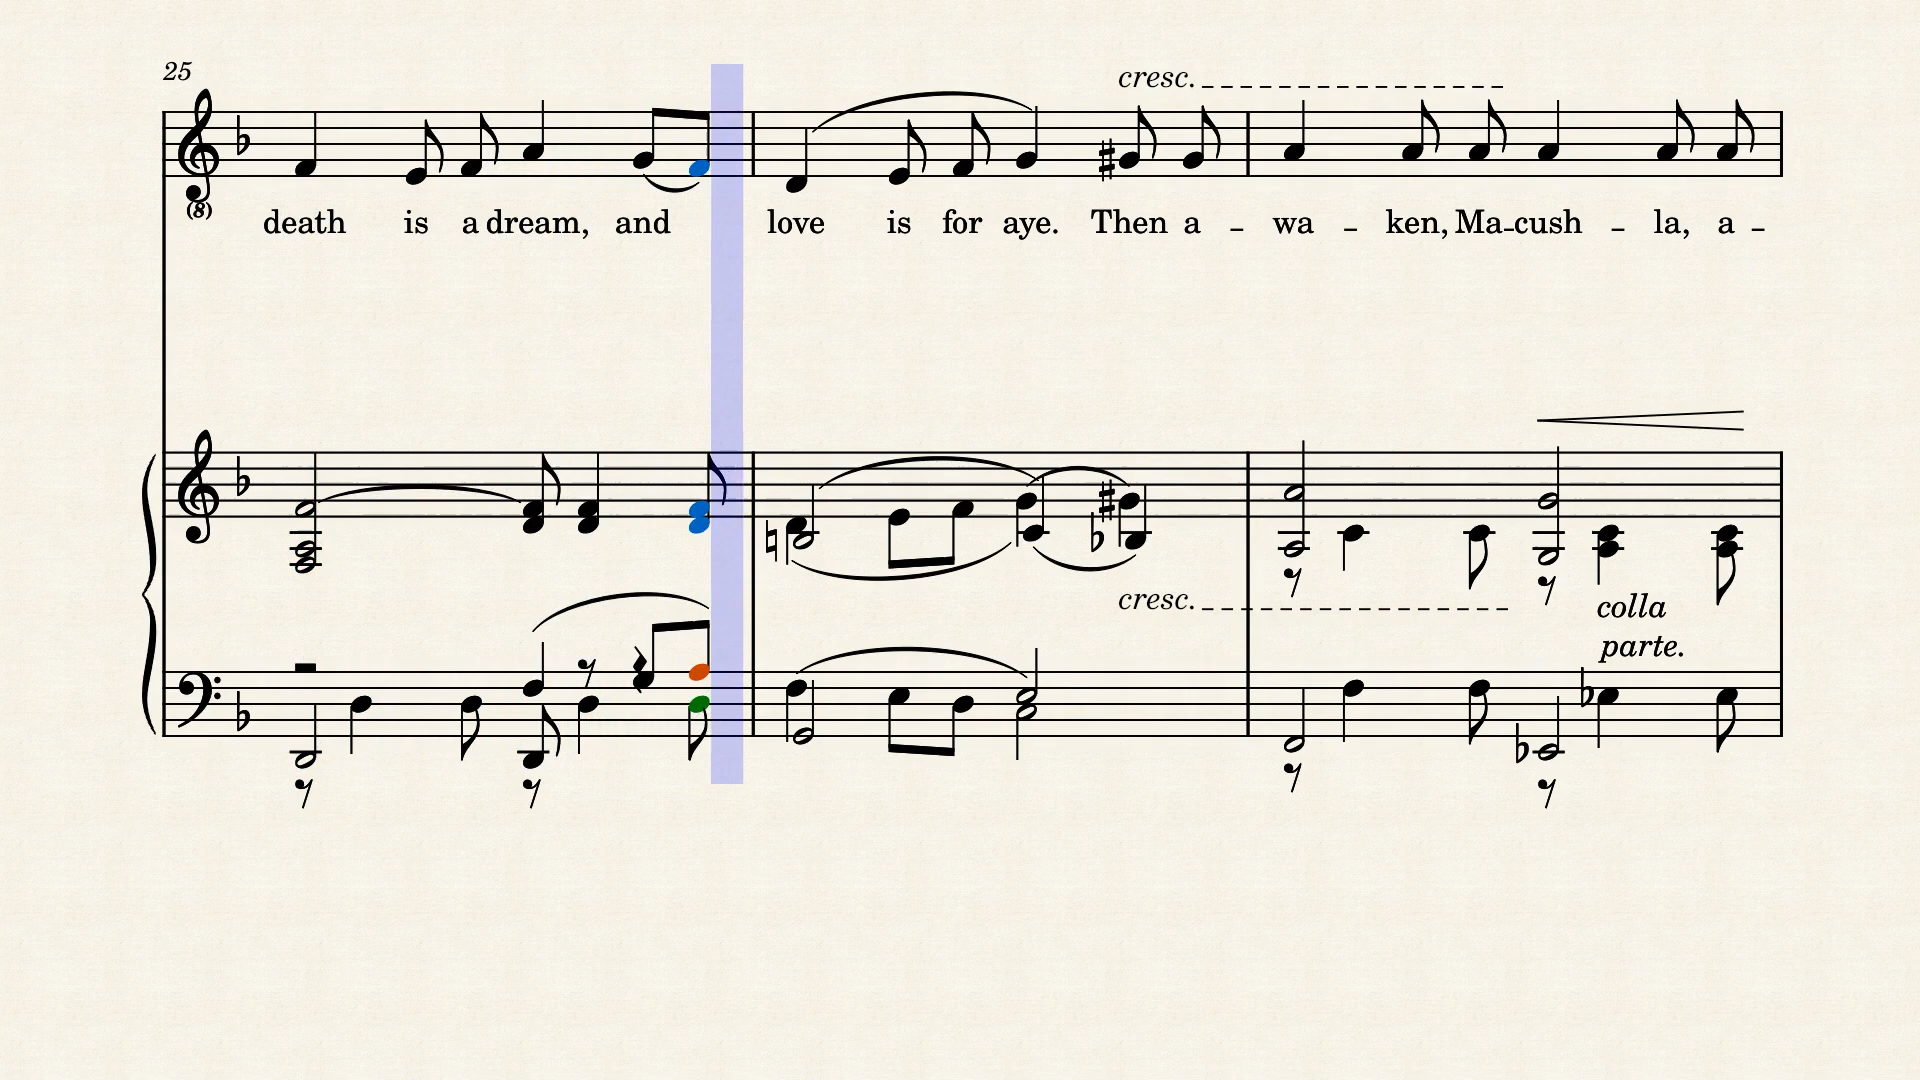 25
cresc.
(8)
death is a dream, and love is for aye. Then a - wa - ken, Ma-cush - la, a -
cresc.
colla
parte.